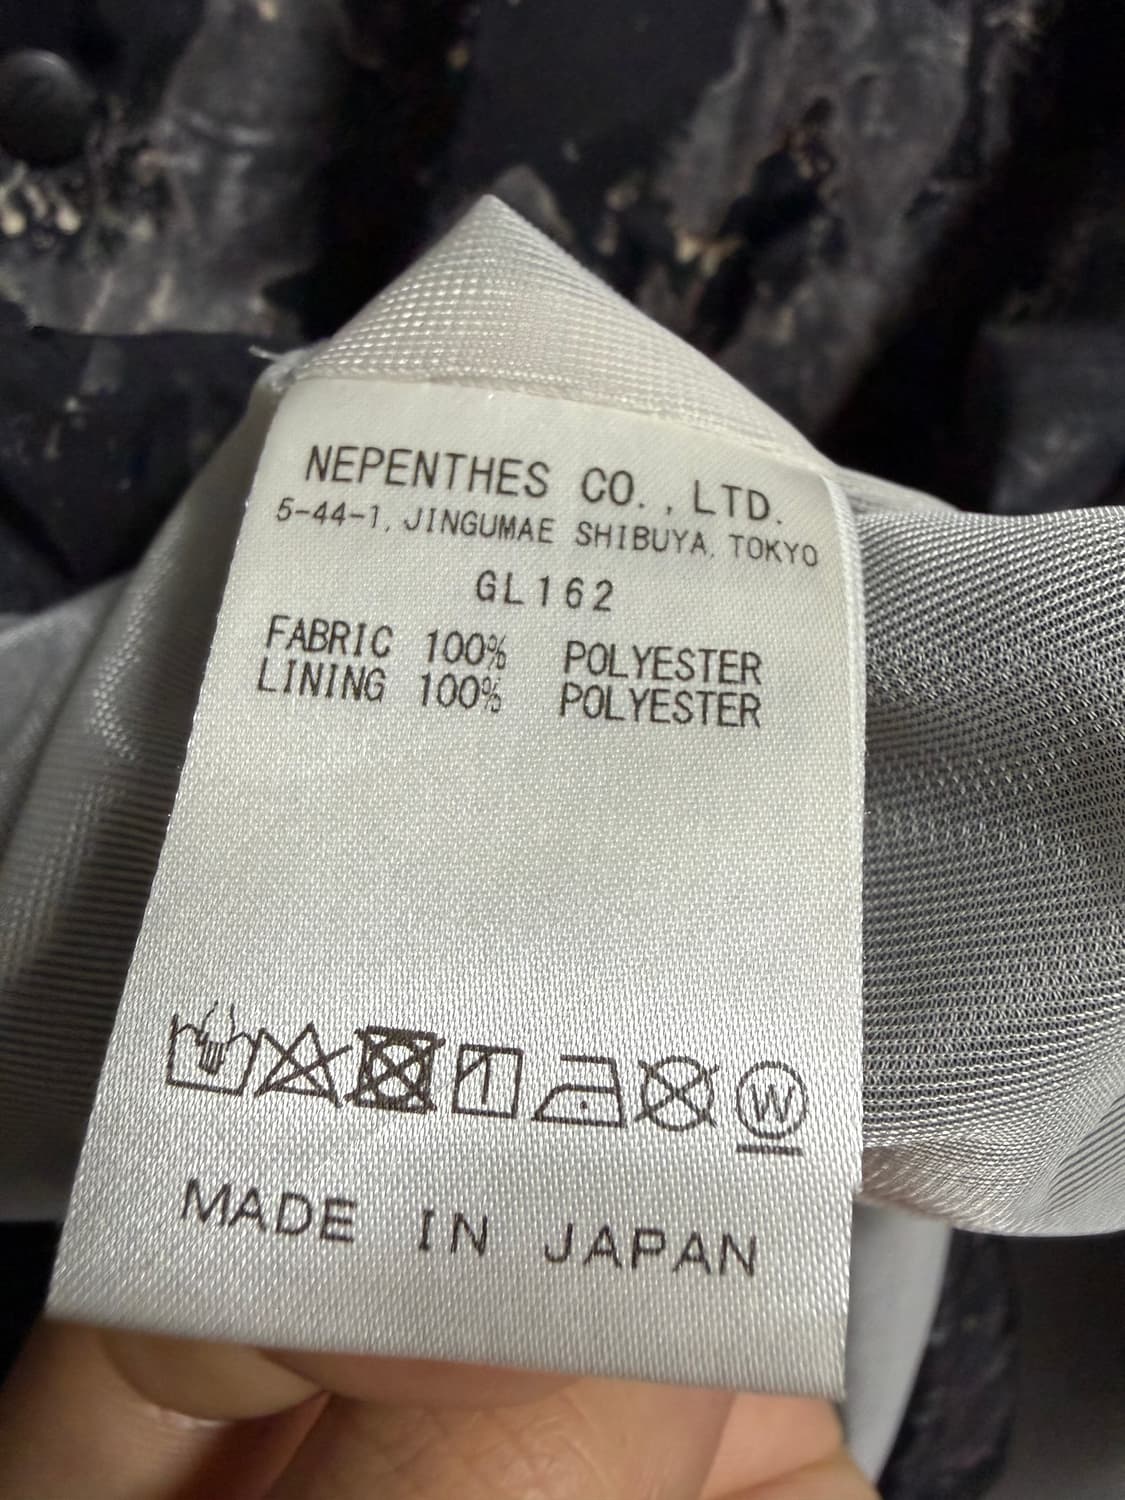 NEPENTHES CO., LTD.
5-44-1, JINGUMAE SHIBUYA, TOKYO
GL162
FABRIC 100% POLYESTER
LINING 100% POLYESTER
W
MADE IN JAPAN